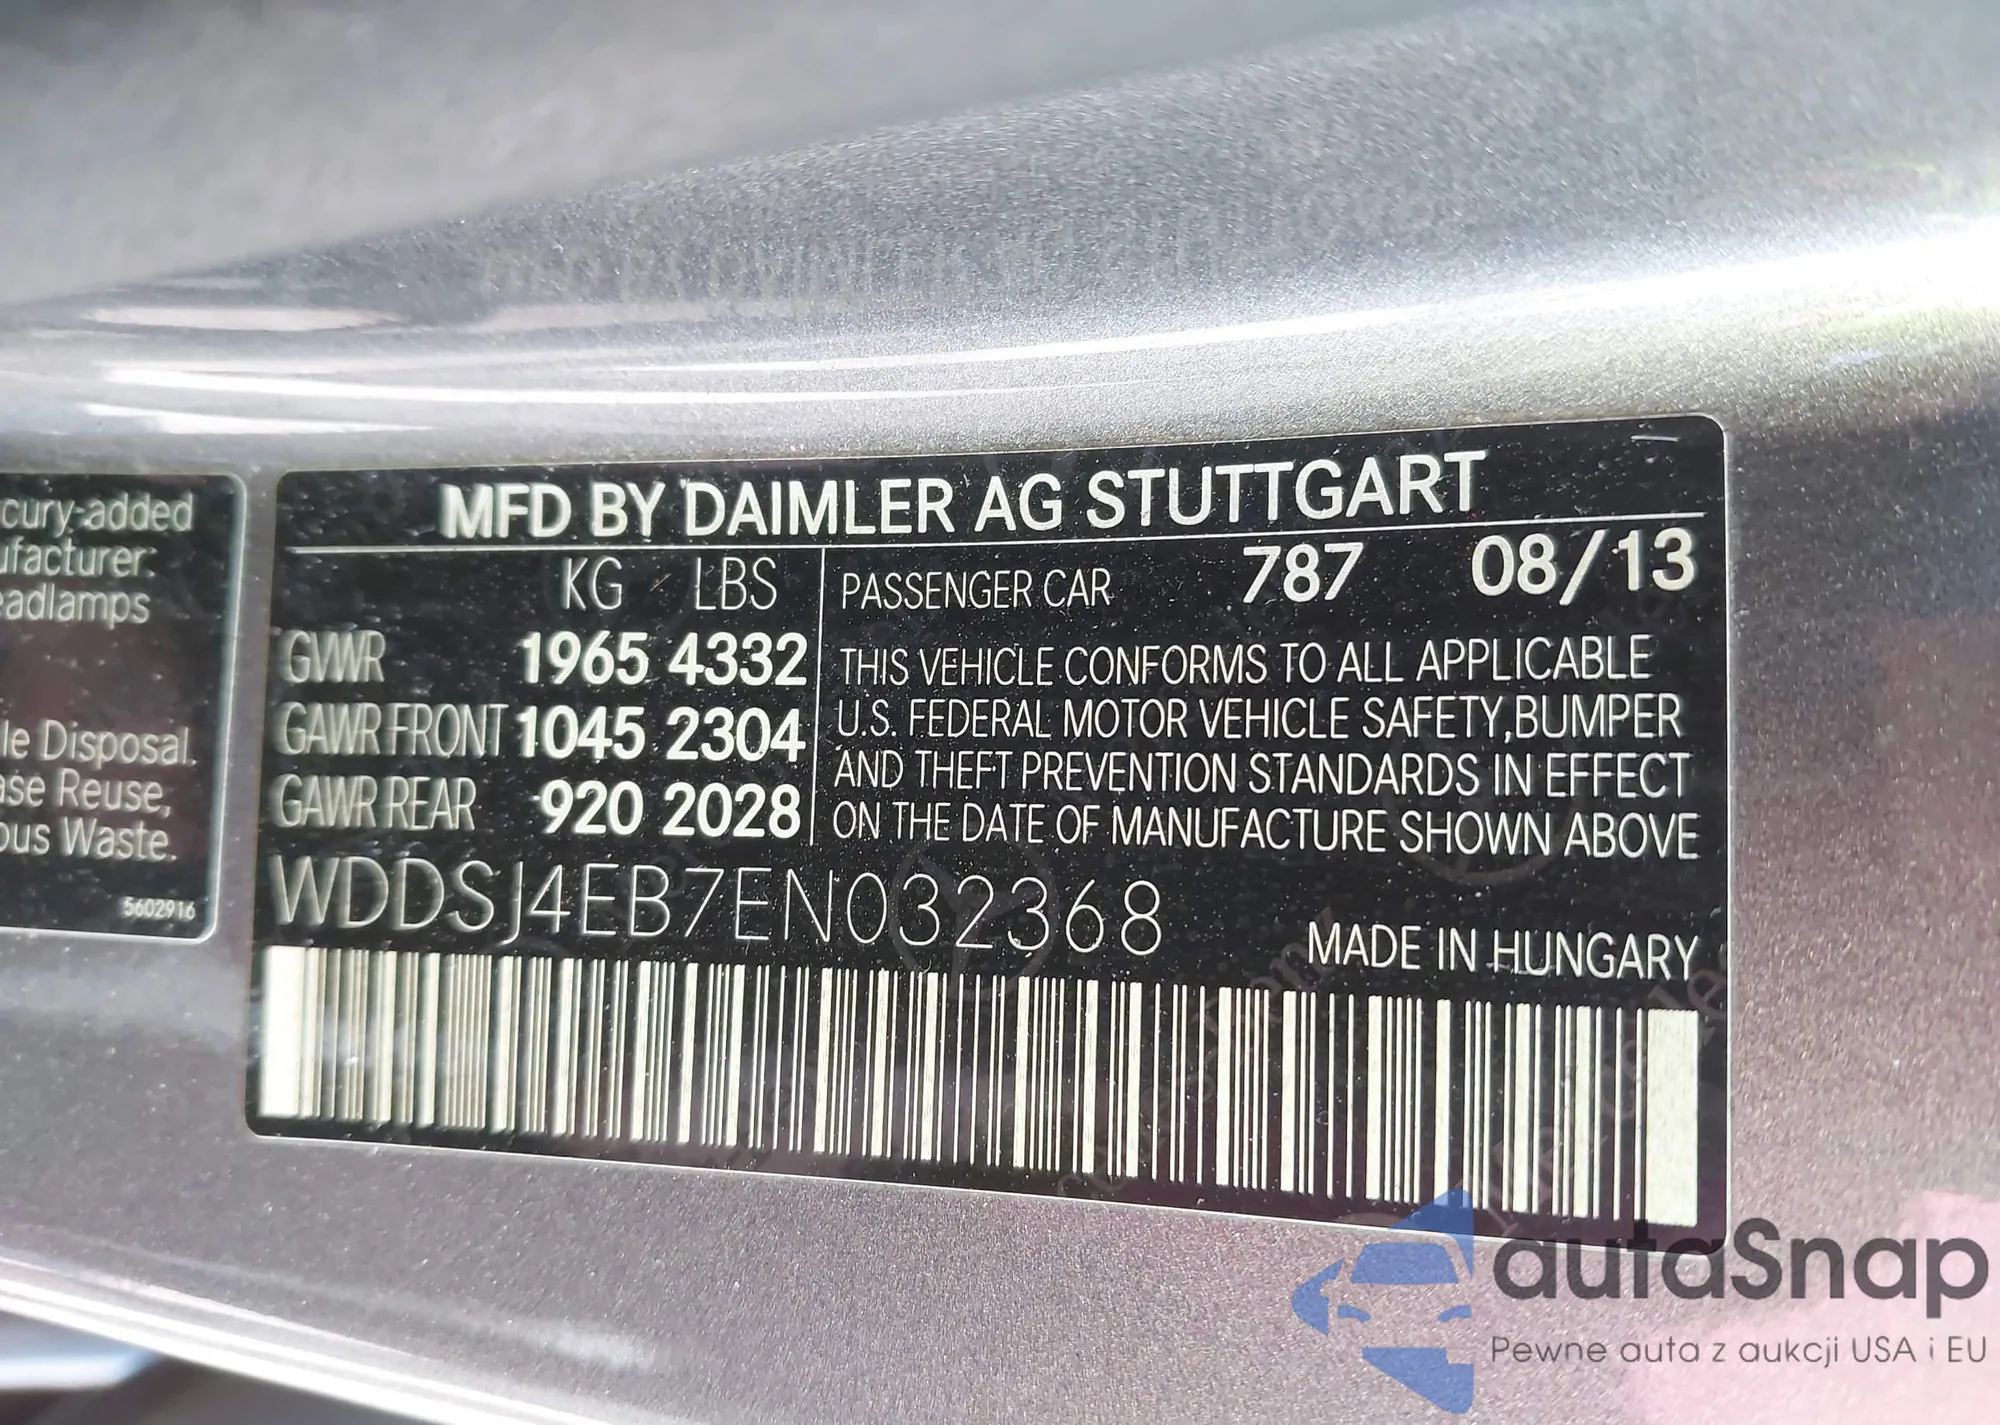 cury-added
ufacturer.
eadlamps
le Disposal.
ase Reuse,
ous Waste.
5602916
MFD BY DAIMLER AG STUTTGART
KG LBS
GVWR 1965 4332
GAWR FRONT 1045 2304
GAWR REAR 920 2028
PASSENGER CAR 787 08/13
THIS VEHICLE CONFORMS TO ALL APPLICABLE
U.S. FEDERAL MOTOR VEHICLE SAFETY,BUMPER
AND THEFT PREVENTION STANDARDS IN EFFECT
ON THE DATE OF MANUFACTURE SHOWN ABOVE
WDDSJ4EB7EN032368
MADE IN HUNGARY
autaSnap
Pewne auta z aukcji USA i EU